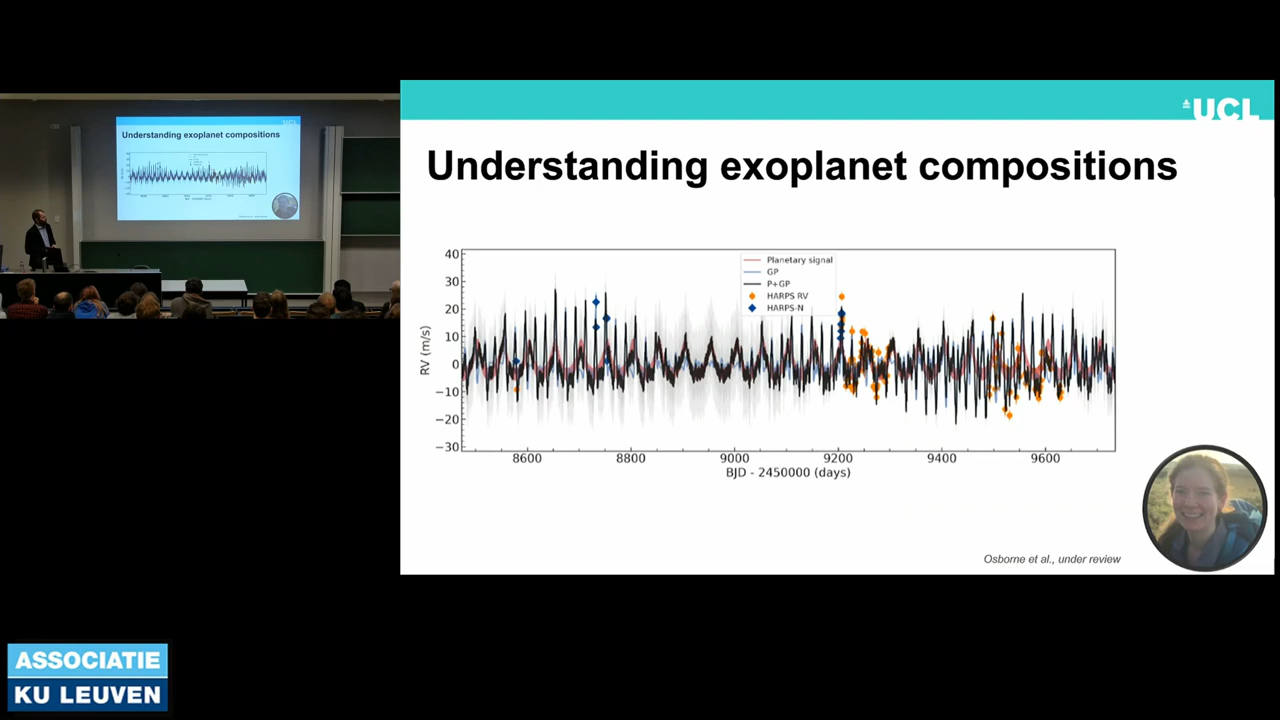 UCL
Understanding exoplanet compositions
Understanding exoplanet compositions
40
30
20
10
0
−10
−20
−30
RV (m/s)
Planetary signal
GP
P+GP
HARPS RV
HARPS-N
8600 8800 9000 9200 9400 9600
BJD - 2450000 (days)
Osborne et al., under review
ASSOCIATIE
KU LEUVEN